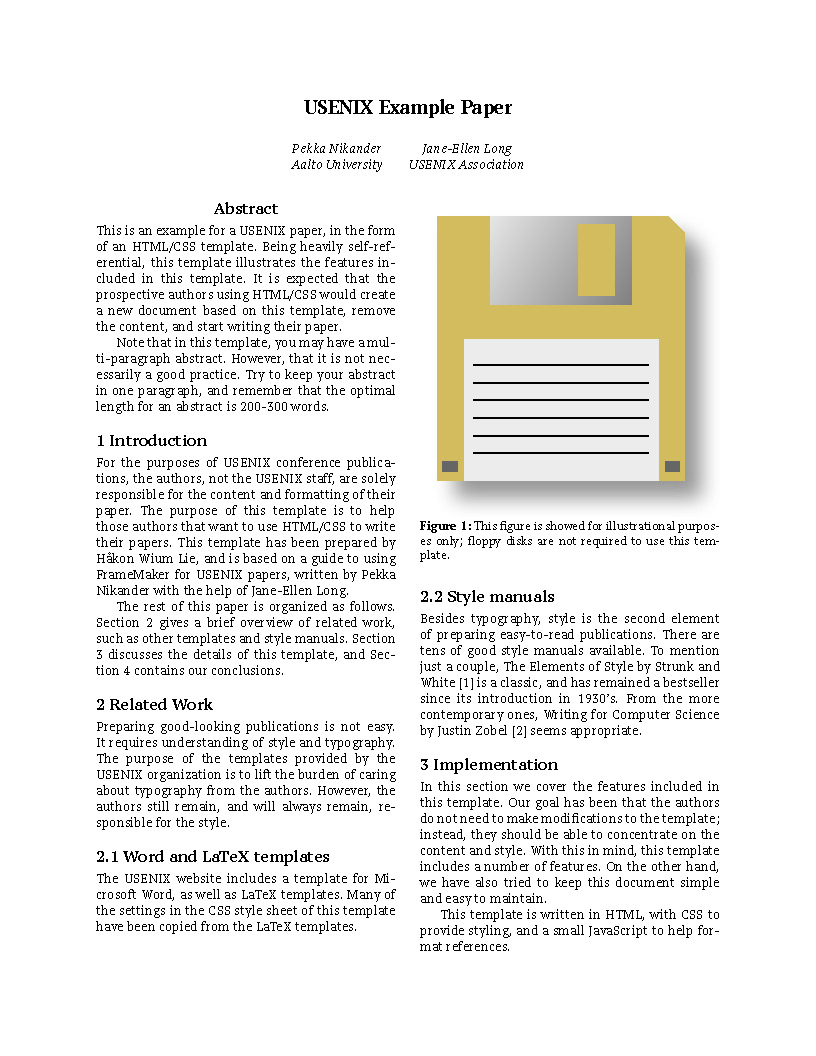 USENIX Example Paper
Pekka Nikander
Aalto University
Jane-Ellen Long
USENIX Association
Abstract
This is an example for a USENIX paper, in the form
of an HTML/CSS template. Being heavily self-ref-
erential, this template illustrates the features in-
cluded in this template. It is expected that the
prospective authors using HTML/CSS would create
a new document based on this template, remove
the content, and start writing their paper.
Note that in this template, you may have a mul-
ti-paragraph abstract. However, that it is not nec-
essarily a good practice. Try to keep your abstract
in one paragraph, and remember that the optimal
length for an abstract is 200-300 words.
1 Introduction
For the purposes of USENIX conference publica-
tions, the authors, not the USENIX staff, are solely
responsible for the content and formatting of their
paper. The purpose of this template is to help
those authors that want to use HTML/CSS to write
their papers. This template has been prepared by
Håkon Wium Lie, and is based on a guide to using
FrameMaker for USENIX papers, written by Pekka
Nikander with the help of Jane-Ellen Long.
The rest of this paper is organized as follows.
Section 2 gives a brief overview of related work,
such as other templates and style manuals. Section
3 discusses the details of this template, and Sec-
tion 4 contains our conclusions.
2 Related Work
Preparing good-looking publications is not easy.
It requires understanding of style and typography.
The purpose of the templates provided by the
USENIX organization is to lift the burden of caring
about typography from the authors. However, the
authors still remain, and will always remain, re-
sponsible for the style.
2.1 Word and LaTeX templates
The USENIX website includes a template for Mi-
crosoft Word, as well as LaTeX templates. Many of
the settings in the CSS style sheet of this template
have been copied from the LaTeX templates.
Figure 1: This figure is showed for illustrational purpos-
es only; floppy disks are not required to use this tem-
plate.
2.2 Style manuals
Besides typography, style is the second element
of preparing easy-to-read publications. There are
tens of good style manuals available. To mention
just a couple, The Elements of Style by Strunk and
White [1] is a classic, and has remained a bestseller
since its introduction in 1930's. From the more
contemporary ones, Writing for Computer Science
by Justin Zobel [2] seems appropriate.
3 Implementation
In this section we cover the features included in
this template. Our goal has been that the authors
do not need to make modifications to the template;
instead, they should be able to concentrate on the
content and style. With this in mind, this template
includes a number of features. On the other hand,
we have also tried to keep this document simple
and easy to maintain.
This template is written in HTML, with CSS to
provide styling, and a small JavaScript to help for-
mat references.